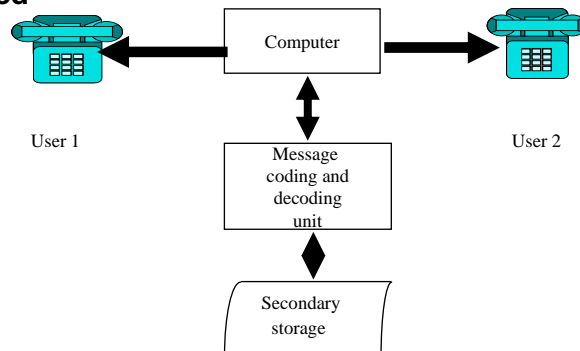 Computer
User 1
User 2
Message
coding and
decoding
unit
Secondary
storage